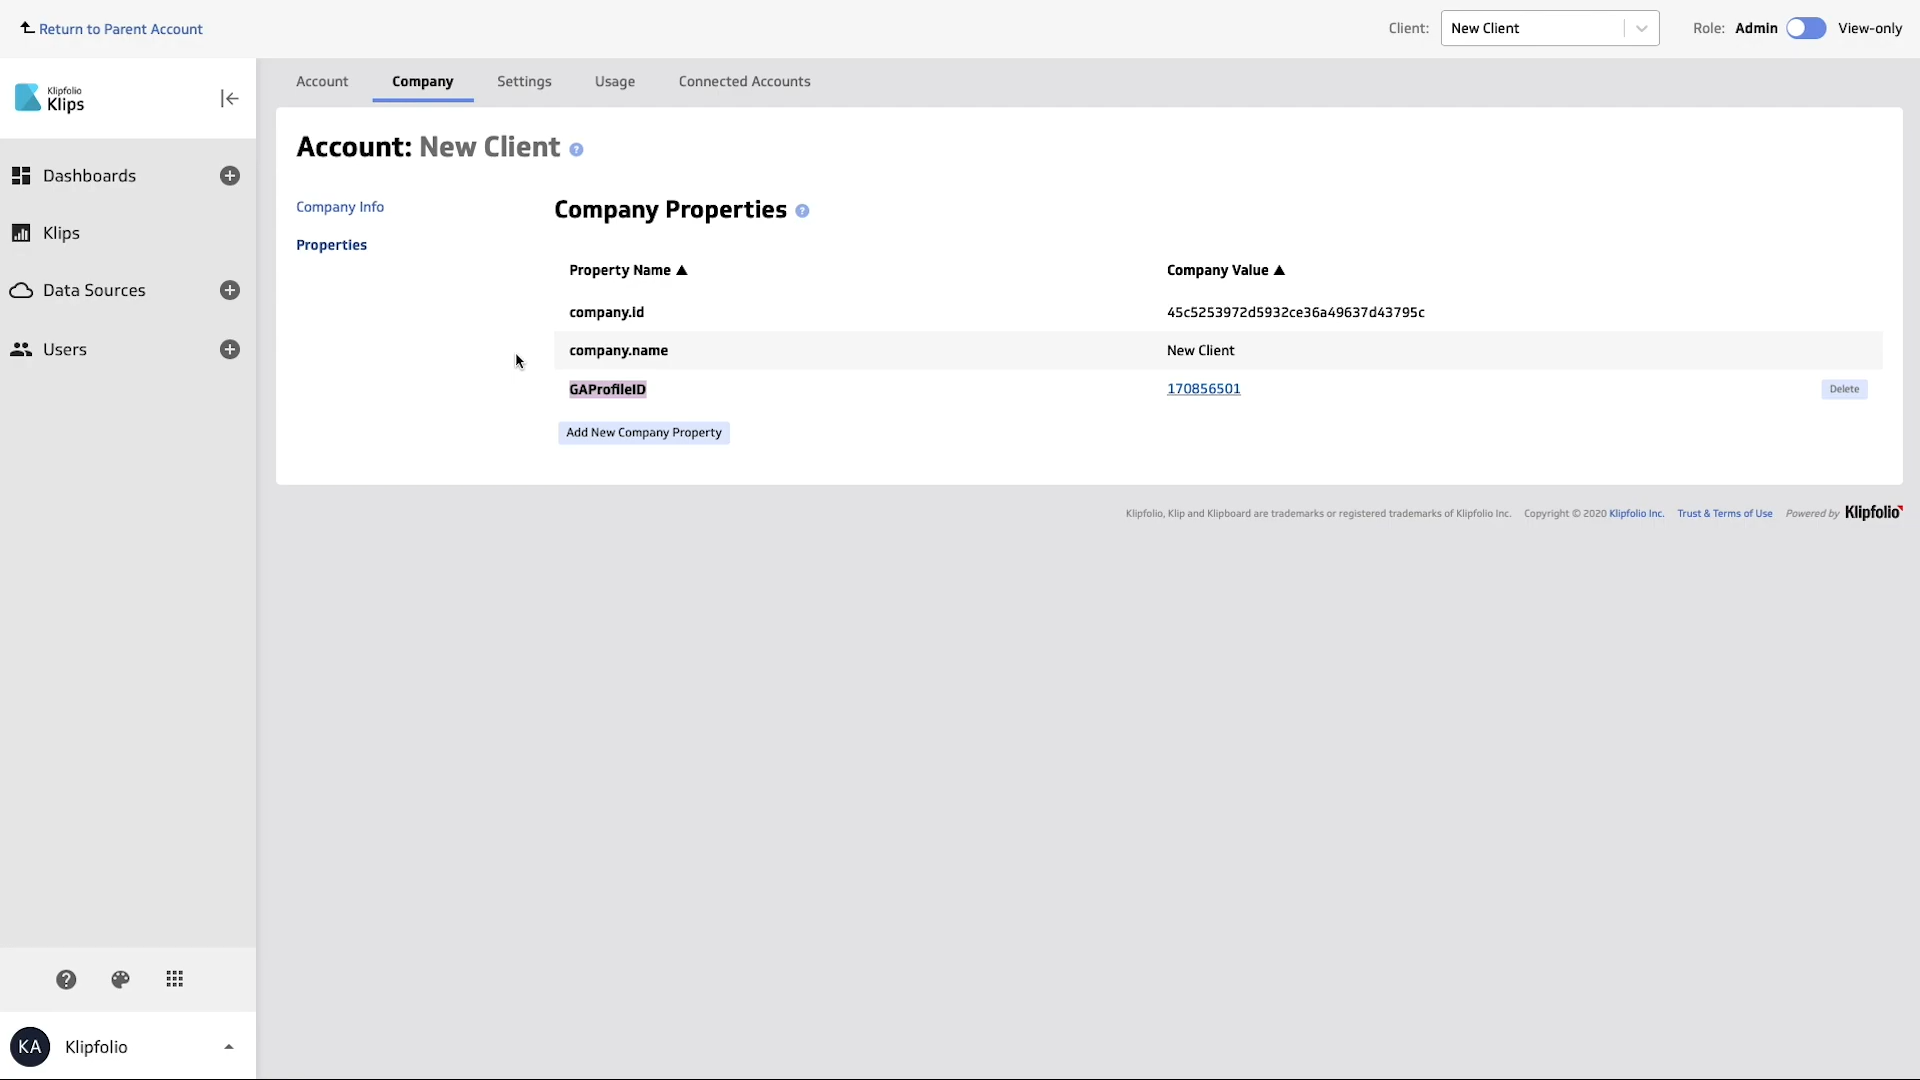 Return to Parent Account
Client: New Client
Role: Admin View-only
Klipfolio
Klips
Account Company Settings Usage Connected Accounts
Account: New Client ?
Dashboards
Klips
Data Sources
Users
Company Info
Properties
Company Properties ?
Property Name ▲ Company Value ▲
company.id 45c5253972d5932ce36a49637d43795c
company.name New Client
GAProfileID 170856501 Delete
Add New Company Property
Klipfolio, Klip and Klipboard are trademarks or registered trademarks of Klipfolio Inc. Copyright © 2020 Klipfolio Inc. Trust & Terms of Use Powered by Klipfolio
?
KA Klipfolio